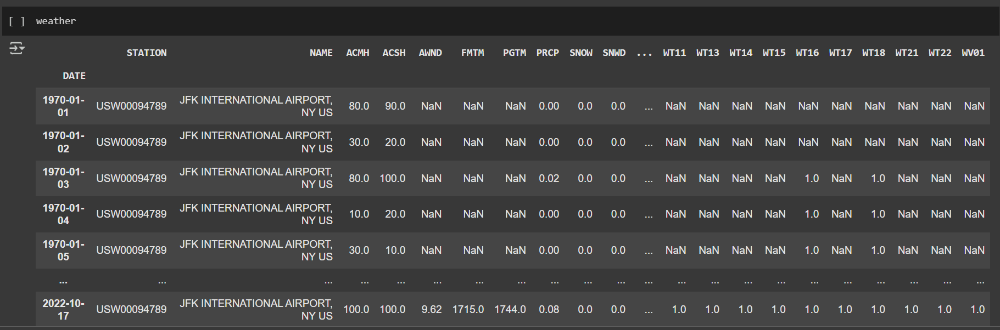 [ ] weather
STATION NAME ACMH ACSH AWND FMTM PGTM PRCP SNOW SNWD ... WT11 WT13 WT14 WT15 WT16 WT17 WT18 WT21 WT22 WV01
DATE
1970-01-01 USW00094789 JFK INTERNATIONAL AIRPORT, NY US 80.0 90.0 NaN NaN NaN 0.00 0.0 0.0 ... NaN NaN NaN NaN NaN NaN NaN NaN NaN NaN
1970-01-02 USW00094789 JFK INTERNATIONAL AIRPORT, NY US 30.0 20.0 NaN NaN NaN 0.00 0.0 0.0 ... NaN NaN NaN NaN NaN NaN NaN NaN NaN NaN
1970-01-03 USW00094789 JFK INTERNATIONAL AIRPORT, NY US 80.0 100.0 NaN NaN NaN 0.02 0.0 0.0 ... NaN NaN NaN NaN 1.0 NaN 1.0 NaN NaN NaN
1970-01-04 USW00094789 JFK INTERNATIONAL AIRPORT, NY US 10.0 20.0 NaN NaN NaN 0.00 0.0 0.0 ... NaN NaN NaN NaN 1.0 NaN 1.0 NaN NaN NaN
1970-01-05 USW00094789 JFK INTERNATIONAL AIRPORT, NY US 30.0 10.0 NaN NaN NaN 0.00 0.0 0.0 ... NaN NaN NaN NaN 1.0 NaN 1.0 NaN NaN NaN
... ... ... ... ... ... ... ... ... ... ... ... ... ... ... ... ... ... ... ... ... ...
2022-10-17 USW00094789 JFK INTERNATIONAL AIRPORT, NY US 100.0 100.0 9.62 1715.0 1744.0 0.08 0.0 0.0 ... 1.0 1.0 1.0 1.0 1.0 1.0 1.0 1.0 1.0 1.0